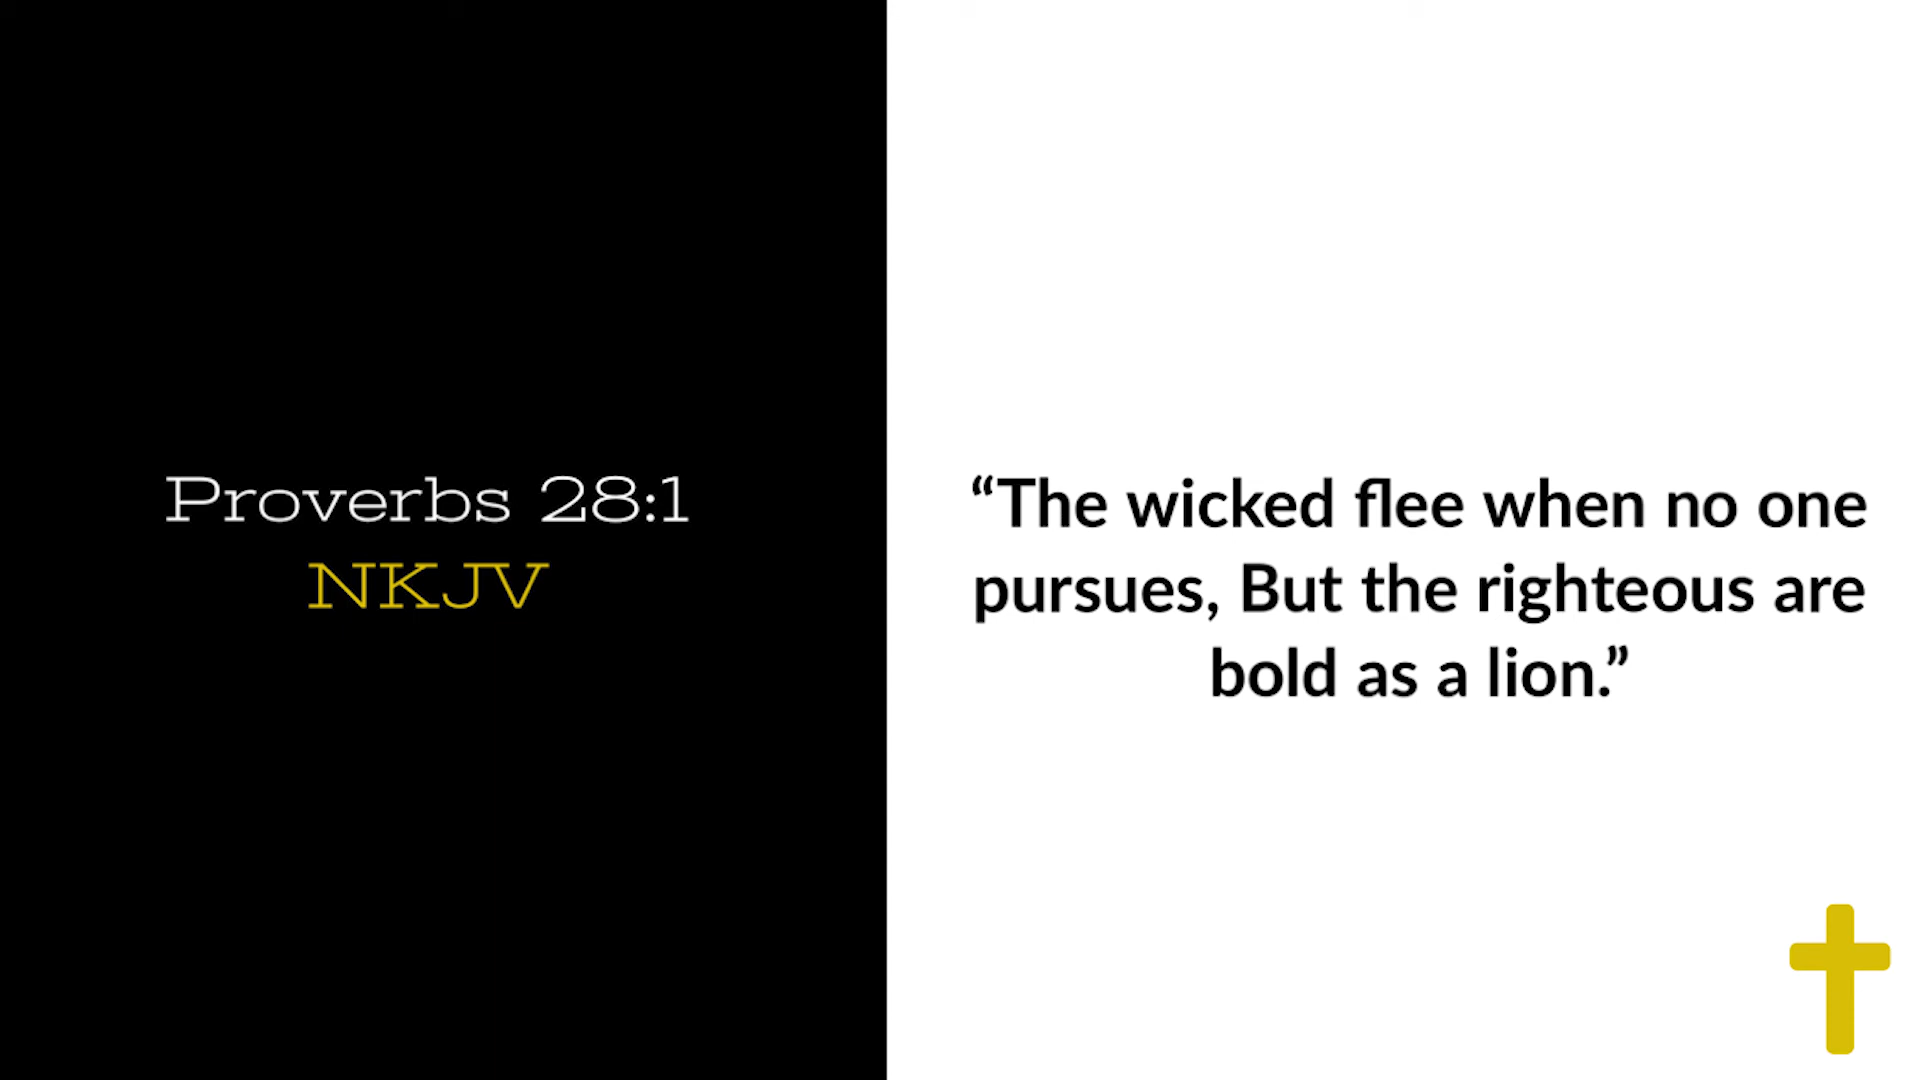 Proverbs 28:1
NKJV
“The wicked flee when no one
pursues, But the righteous are
bold as a lion.”